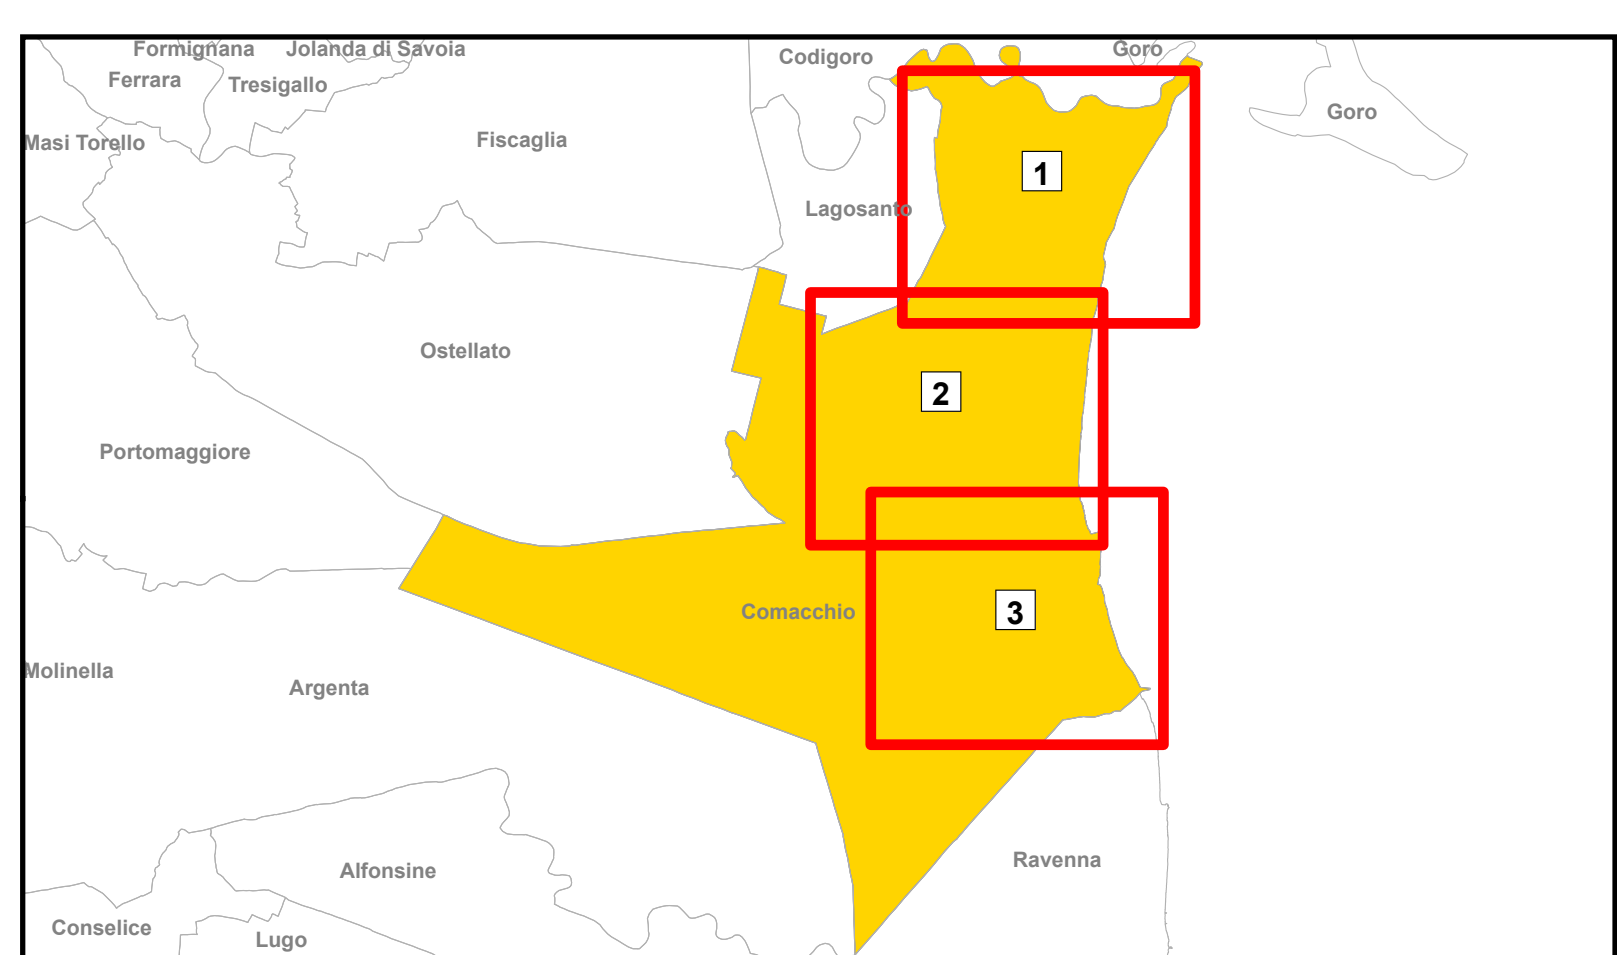 Formignana
Jolanda di Savoia
Codigoro
Goro
Ferrara
Tresigallo
Goro
Masi Torello
Fiscaglia
1
Lagosanto
Ostellato
2
Portomaggiore
Comacchio
3
Molinella
Argenta
Ravenna
Alfonsine
Conselice
Lugo